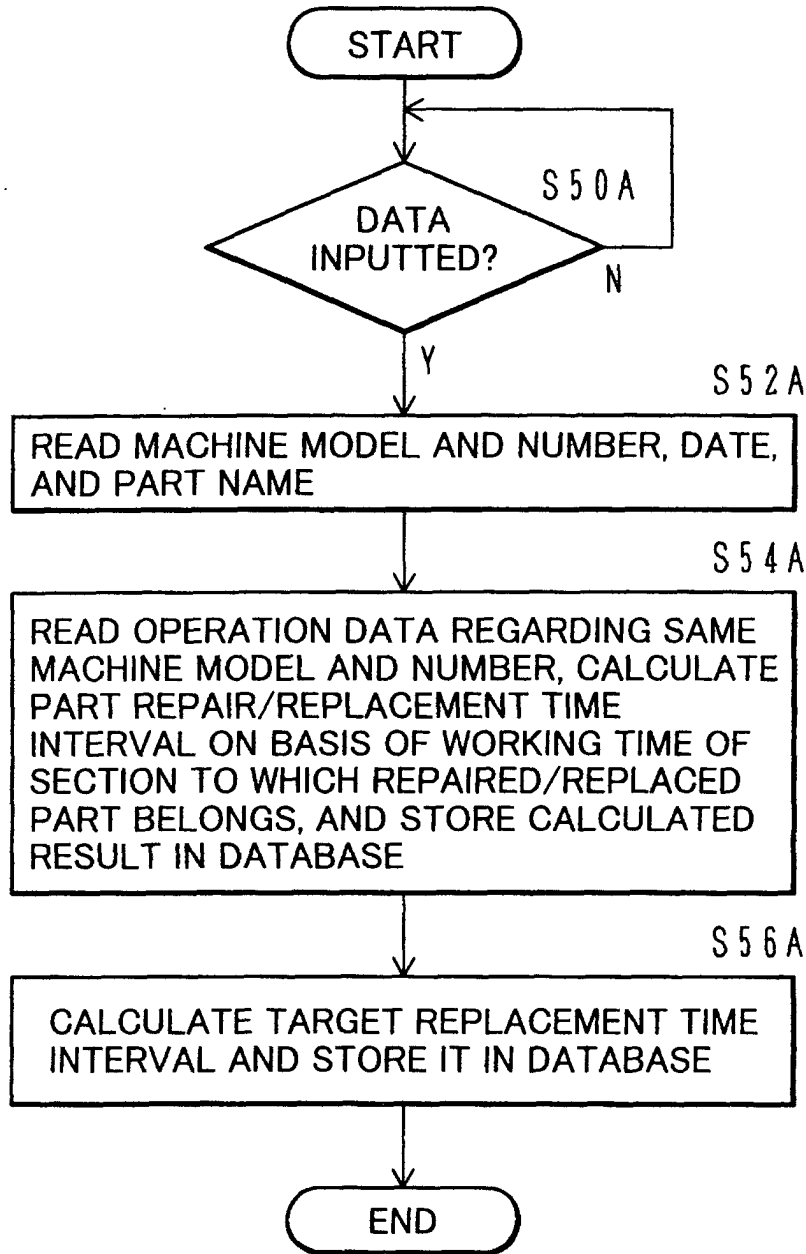 START
S50A
DATA
INPUTTED?
N
Y
S52A
READ MACHINE MODEL AND NUMBER, DATE,
AND PART NAME
S54A
READ OPERATION DATA REGARDING SAME
MACHINE MODEL AND NUMBER, CALCULATE
PART REPAIR/REPLACEMENT TIME
INTERVAL ON BASIS OF WORKING TIME OF
SECTION TO WHICH REPAIRED/REPLACED
PART BELONGS, AND STORE CALCULATED
RESULT IN DATABASE
S56A
CALCULATE TARGET REPLACEMENT TIME
INTERVAL AND STORE IT IN DATABASE
END